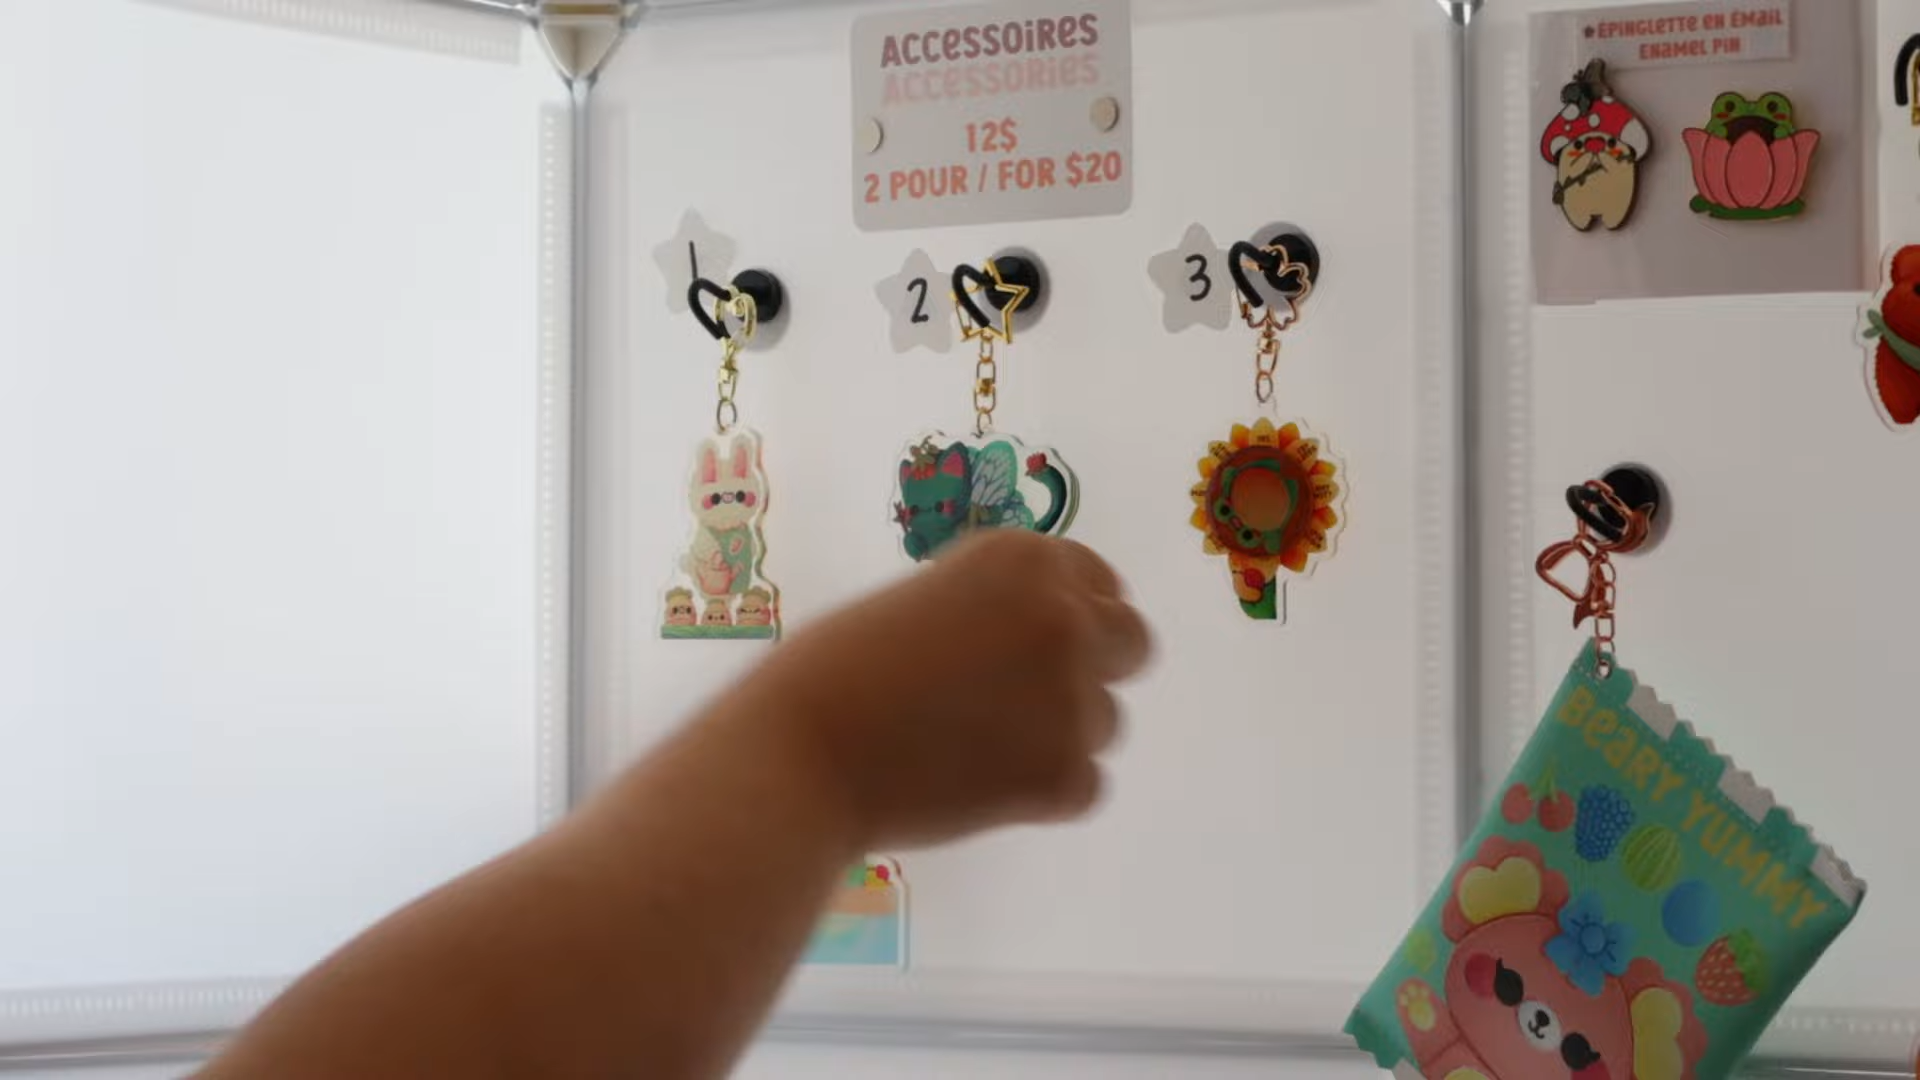 ACCESSOIRES
ACCESSORIES
12$
2 POUR / FOR $20
ÉPINGLETTE EN ÉMAIL
ENAMEL PIN
1
2
3
BEARY YUMMY